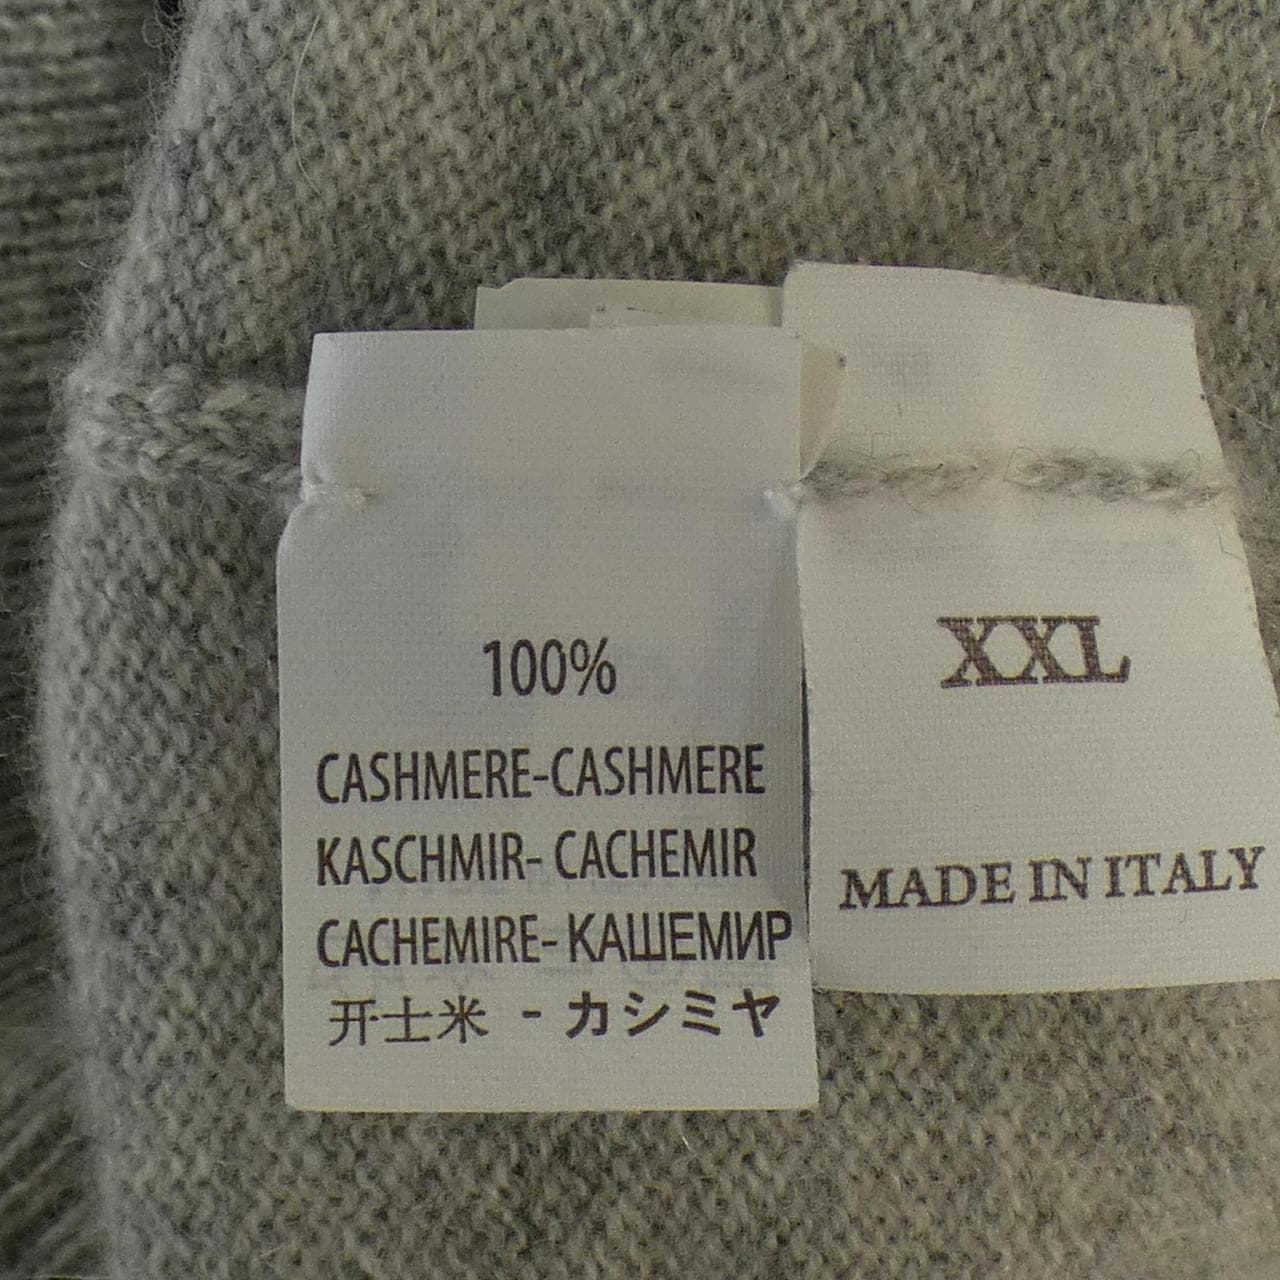 100%
CASHMERE-CASHMERE
KASCHMIR- CACHEMIR
CACHEMIRE- КАШЕМИР
开士米 - カシミヤ
XXL
MADE IN ITALY